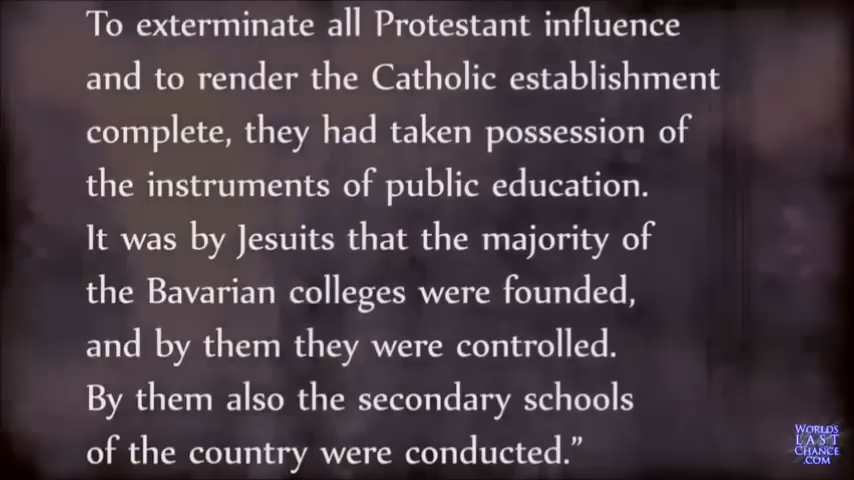 To exterminate all Protestant influence
and to render the Catholic establishment
complete, they had taken possession of
the instruments of public education.
It was by Jesuits that the majority of
the Bavarian colleges were founded,
and by them they were controlled.
By them also the secondary schools
of the country were conducted.”
WORLDS
LAST
CHANCE
.COM